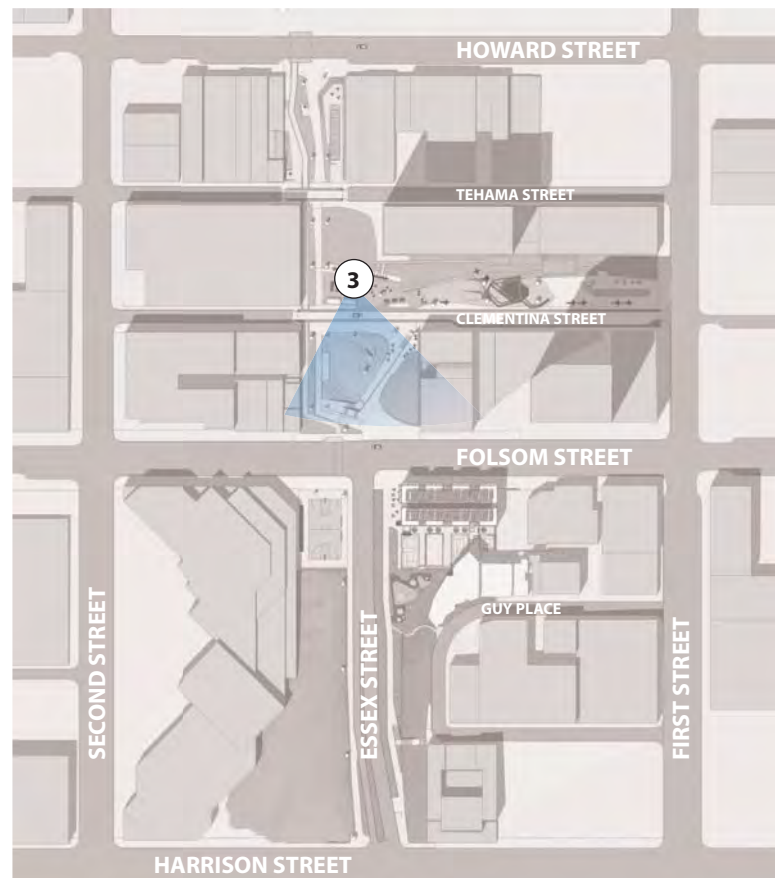 HOWARD STREET
TEHAMA STREET
3
CLEMENTINA STREET
FOLSOM STREET
GUY PLACE
SECOND STREET
ESSEX STREET
FIRST STREET
HARRISON STREET